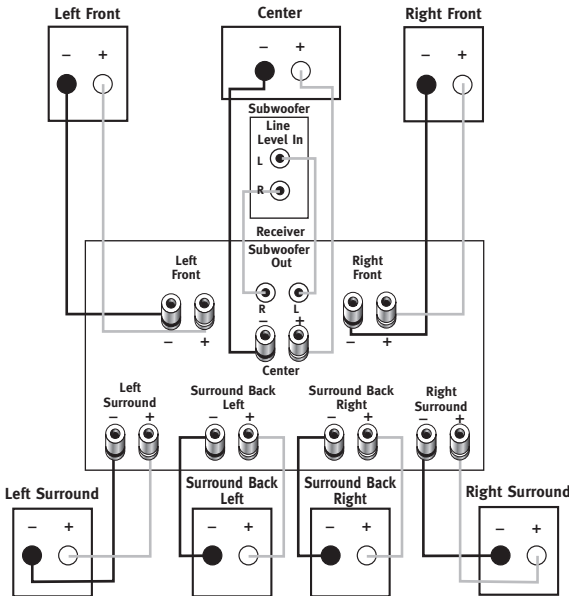 Left Front
Center
Right Front
– +
– +
– +
Subwoofer
Line
Level In
L
R
Receiver
Subwoofer
Out
Left
Front
Right
Front
R L
– +
– +
– +
Center
Left
Surround
– +
Surround Back
Left
– +
Surround Back
Right
– +
Right
Surround
– +
Left Surround
– +
Surround Back
Left
– +
Surround Back
Right
– +
Right Surround
– +